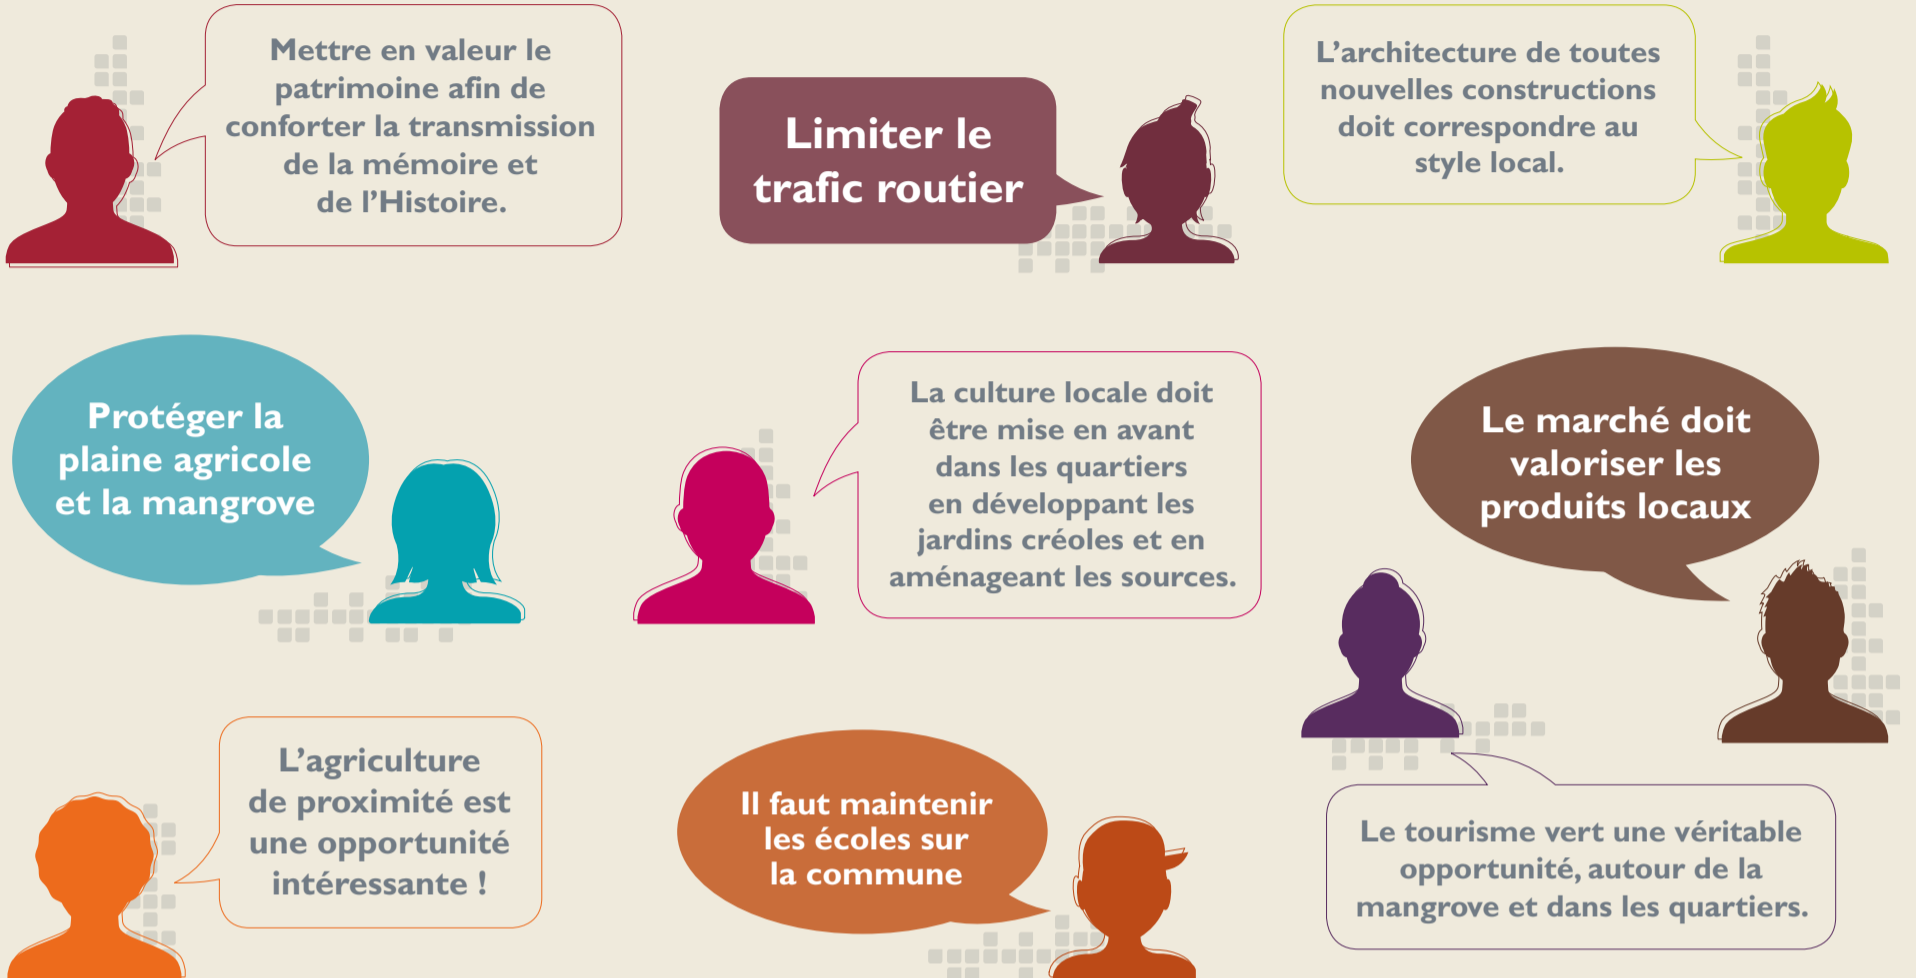 Mettre en valeur le
patrimoine afin de
conforter la transmission
de la mémoire et
de l’Histoire.
Limiter le
trafic routier
L’architecture de toutes
nouvelles constructions
doit correspondre au
style local.
Protéger la
plaine agricole
et la mangrove
La culture locale doit
être mise en avant
dans les quartiers
en développant les
jardins créoles et en
aménageant les sources.
Le marché doit
valoriser les
produits locaux
L’agriculture
de proximité est
une opportunité
intéressante !
Il faut maintenir
les écoles sur
la commune
Le tourisme vert une véritable
opportunité, autour de la
mangrove et dans les quartiers.